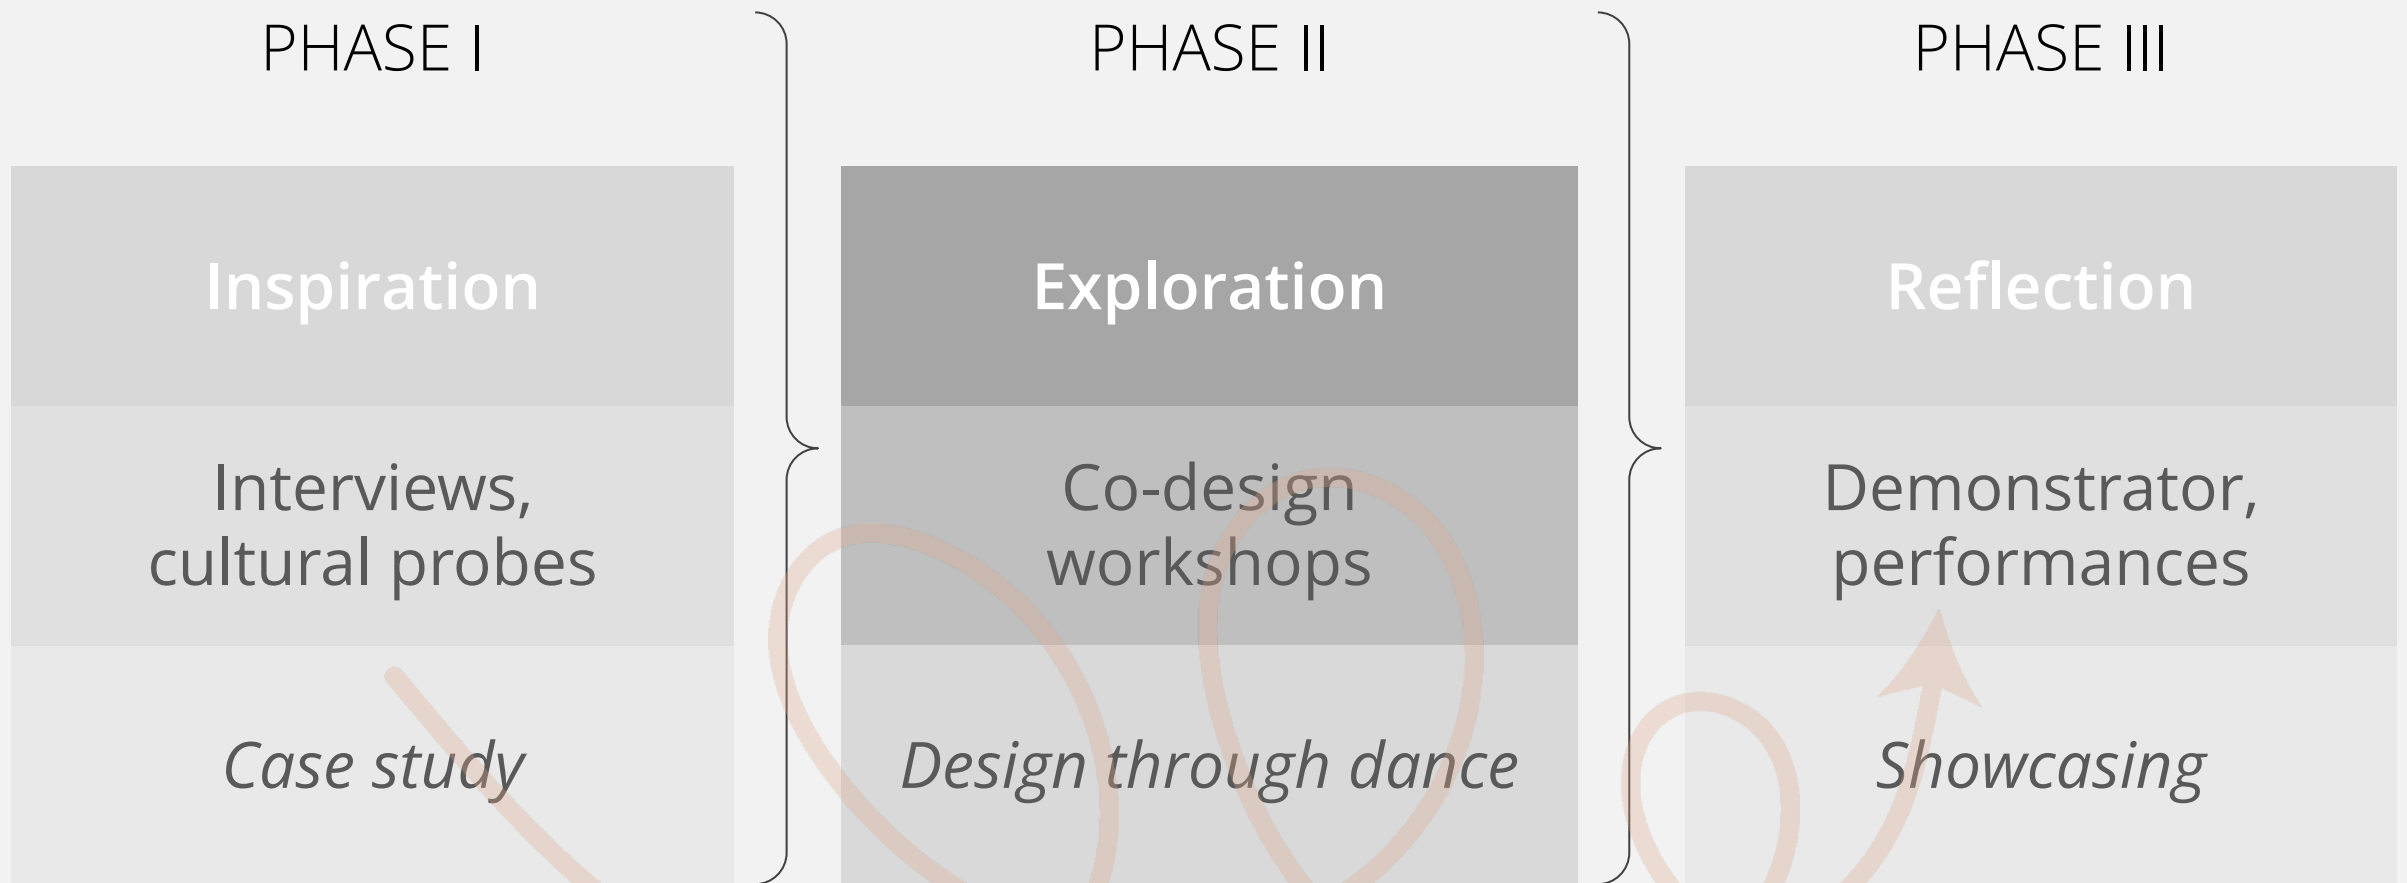 PHASE I
Inspiration
Interviews,
cultural probes
Case study
PHASE II
Exploration
Co-design
workshops
Design through dance
PHASE III
Reflection
Demonstrator,
performances
Showcasing